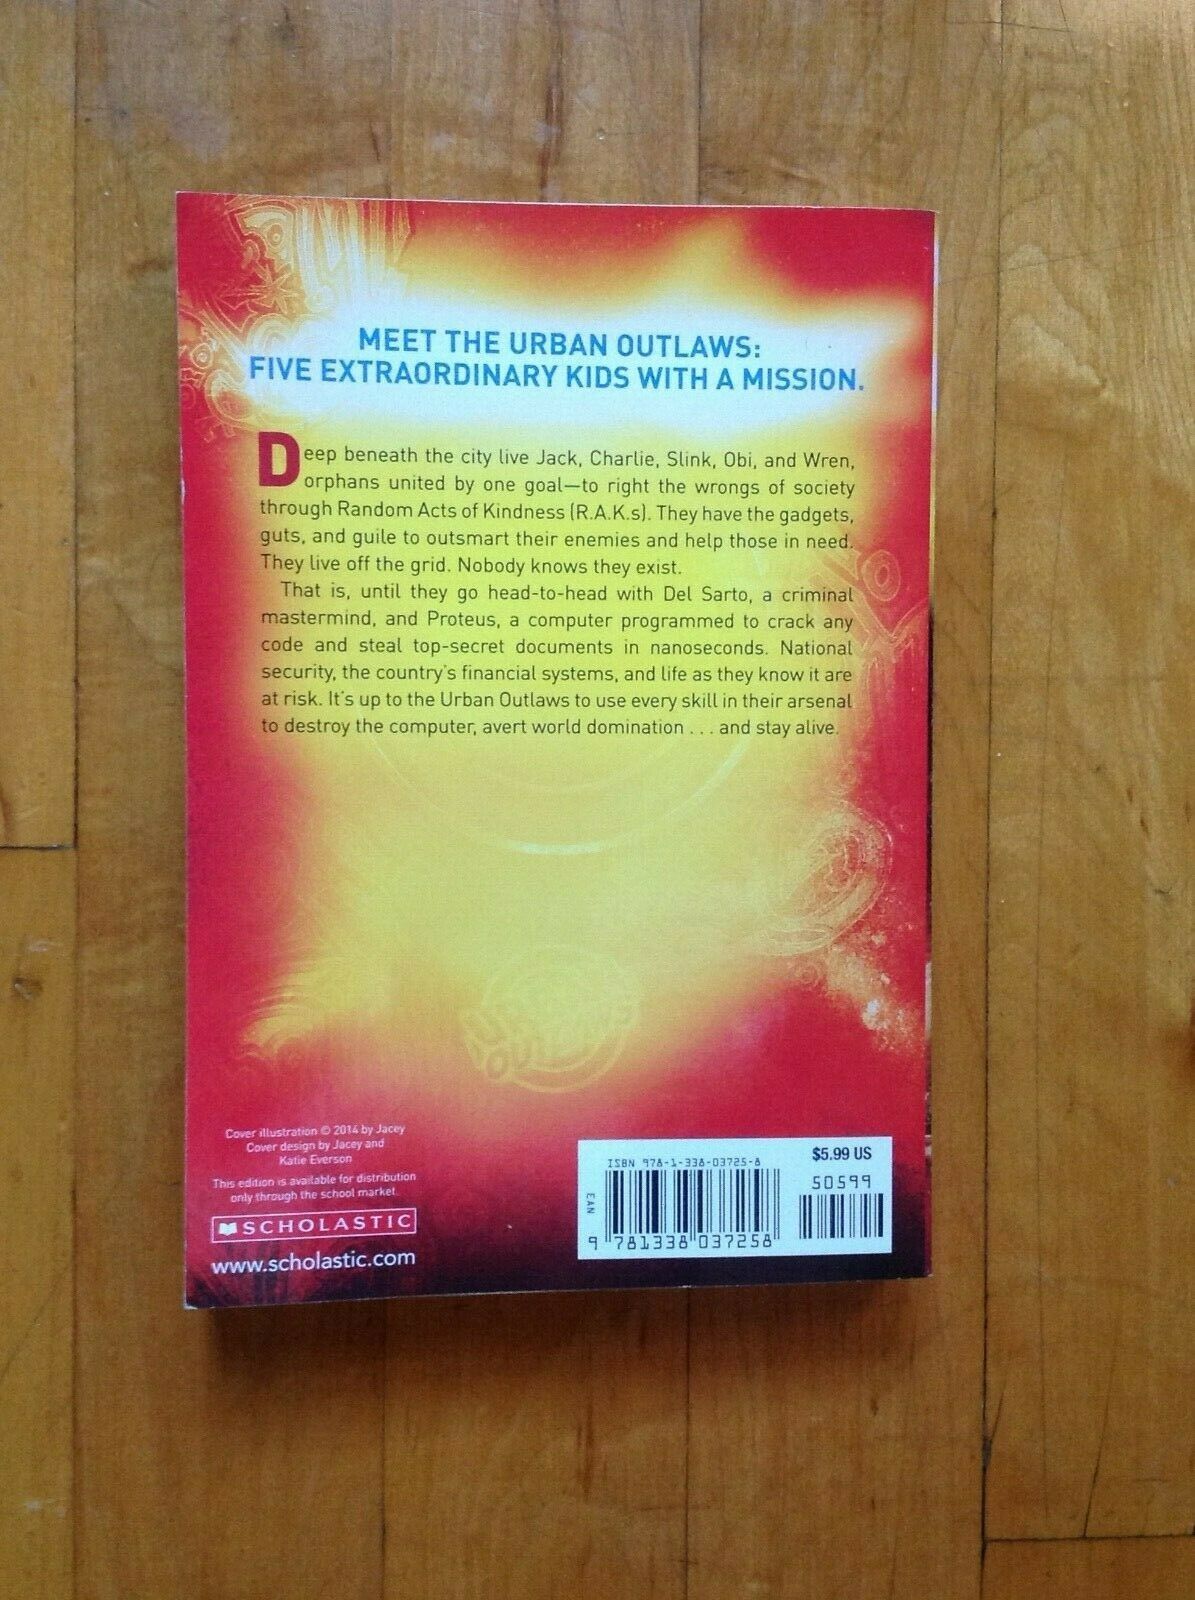 MEET THE URBAN OUTLAWS:
FIVE EXTRAORDINARY KIDS WITH A MISSION.
Deep beneath the city live Jack, Charlie, Slink, Obi, and Wren,
orphans united by one goal—to right the wrongs of society
through Random Acts of Kindness (R.A.K.s). They have the gadgets,
guts, and guile to outsmart their enemies and help those in need.
They live off the grid. Nobody knows they exist.
That is, until they go head-to-head with Del Sarto, a criminal
mastermind, and Proteus, a computer programmed to crack any
code and steal top-secret documents in nanoseconds. National
security, the country's financial systems, and life as they know it are
at risk. It's up to the Urban Outlaws to use every skill in their arsenal
to destroy the computer, avert world domination . . . and stay alive.
URBAN
OUTLAWS
Cover illustration © 2014 by Jacey
Cover design by Jacey and
Katie Everson
This edition is available for distribution
only through the school market.
SCHOLASTIC
www.scholastic.com
ISBN 978-1-338-03725-8
$5.99 US
50599
EAN
9 781338 037258